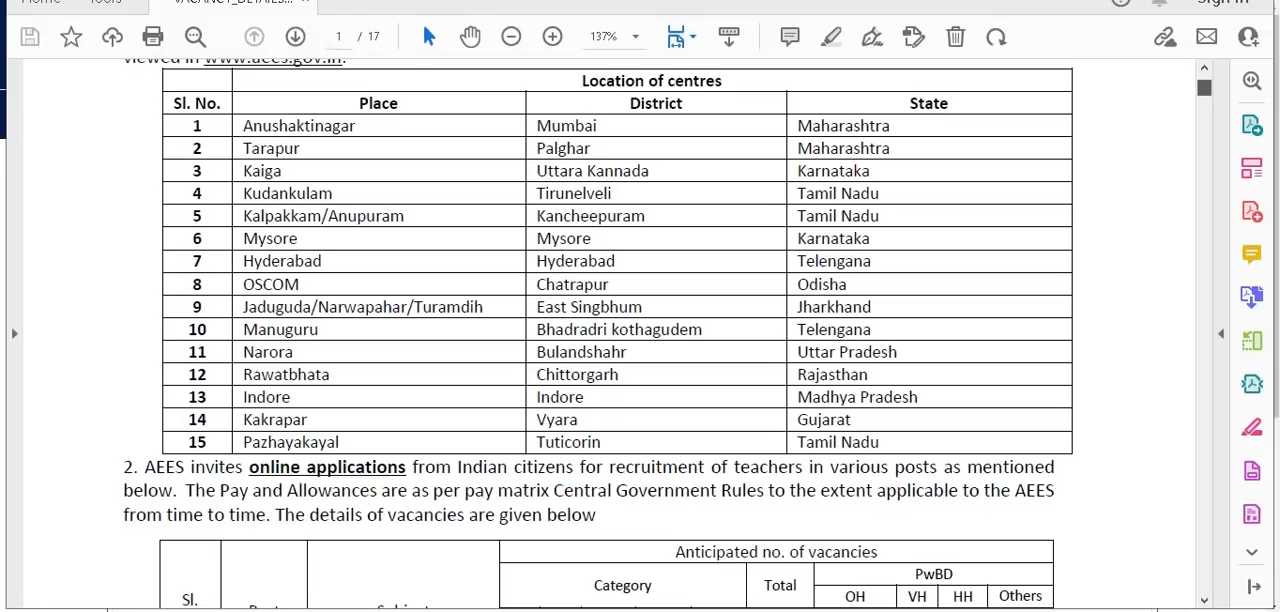 1 / 17 137%
viewed in www.aees.gov.in.
Location of centres
Sl. No. Place District State
1 Anushaktinagar Mumbai Maharashtra
2 Tarapur Palghar Maharashtra
3 Kaiga Uttara Kannada Karnataka
4 Kudankulam Tirunelveli Tamil Nadu
5 Kalpakkam/Anupuram Kancheepuram Tamil Nadu
6 Mysore Mysore Karnataka
7 Hyderabad Hyderabad Telengana
8 OSCOM Chatrapur Odisha
9 Jaduguda/Narwapahar/Turamdih East Singbhum Jharkhand
10 Manuguru Bhadradri kothagudem Telengana
11 Narora Bulandshahr Uttar Pradesh
12 Rawatbhata Chittorgarh Rajasthan
13 Indore Indore Madhya Pradesh
14 Kakrapar Vyara Gujarat
15 Pazhayakayal Tuticorin Tamil Nadu
2. AEES invites online applications from Indian citizens for recruitment of teachers in various posts as mentioned
below. The Pay and Allowances are as per pay matrix Central Government Rules to the extent applicable to the AEES
from time to time. The details of vacancies are given below
Anticipated no. of vacancies
Category Total PwBD
Sl. OH VH HH Others